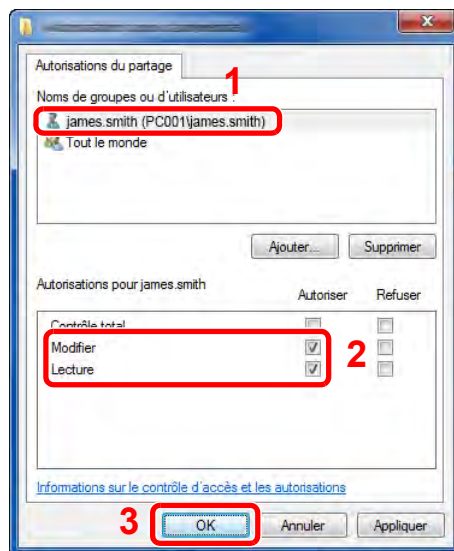 Autorisations du partage
1
Noms de groupes ou d'utilisateurs :
james.smith (PC001\james.smith)
Tout le monde
Ajouter... Supprimer
Autorisations pour james.smith Autoriser Refuser
Contrôle total
Modifier
Lecture
2
Informations sur le contrôle d'accès et les autorisations
3
OK Annuler Appliquer